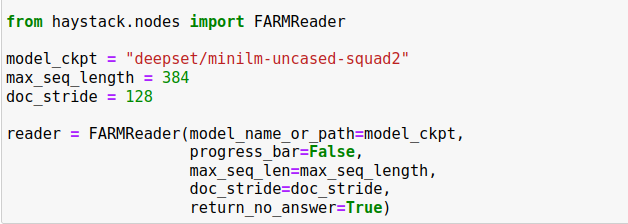 from haystack.nodes import FARMReader
model_ckpt = "deepset/minilm-uncased-squad2"
max_seq_length = 384
doc_stride = 128
reader = FARMReader(model_name_or_path=model_ckpt,
progress_bar=False,
max_seq_len=max_seq_length,
doc_stride=doc_stride,
return_no_answer=True)